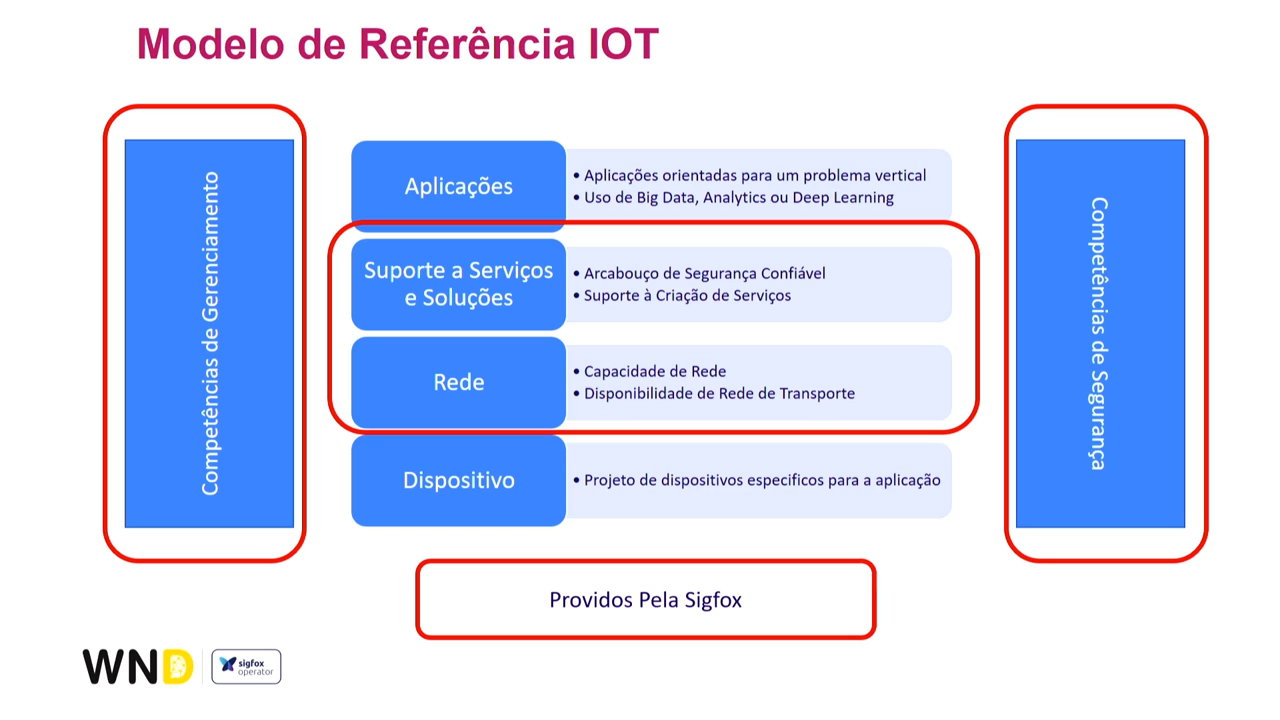 Modelo de Referência IOT
Competências de Gerenciamento
Aplicações
• Aplicações orientadas para um problema vertical
• Uso de Big Data, Analytics ou Deep Learning
Suporte a Serviços
e Soluções
• Arcabouço de Segurança Confiável
• Suporte à Criação de Serviços
Rede
• Capacidade de Rede
• Disponibilidade de Rede de Transporte
Dispositivo
• Projeto de dispositivos especificos para a aplicação
Competências de Segurança
Providos Pela Sigfox
WND
sigfox
operator